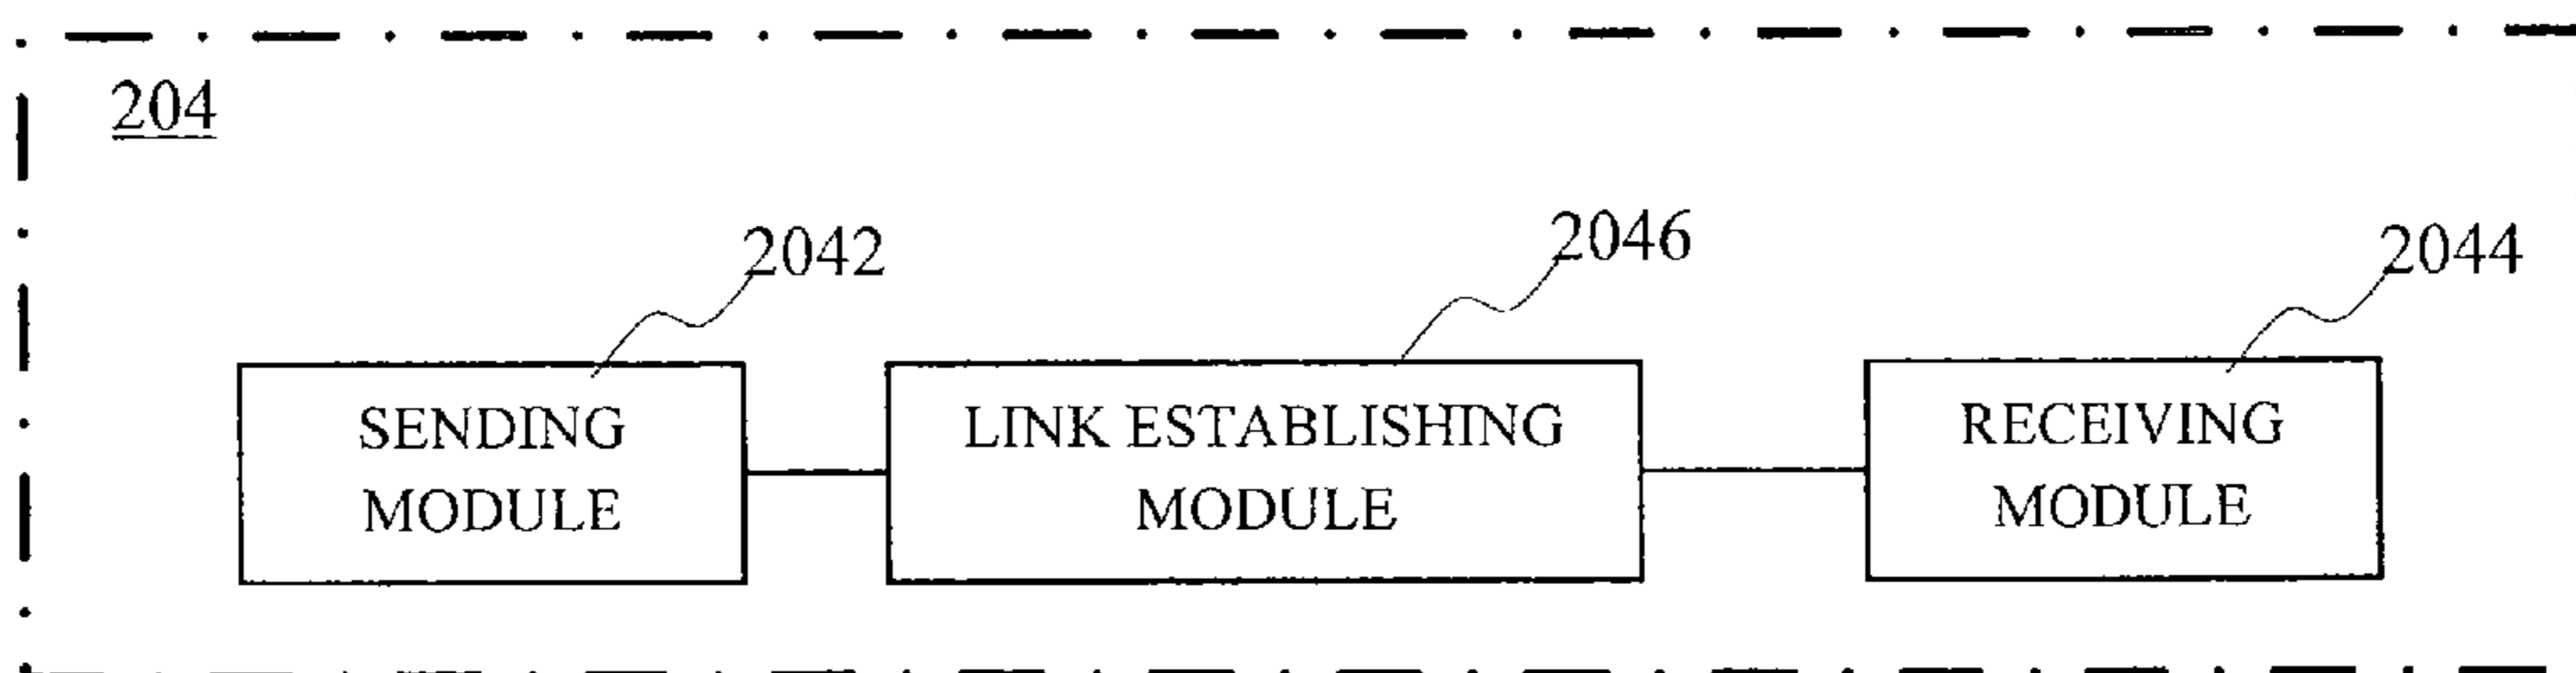 204
2042
2046
2044
SENDING
MODULE
LINK ESTABLISHING
MODULE
RECEIVING
MODULE